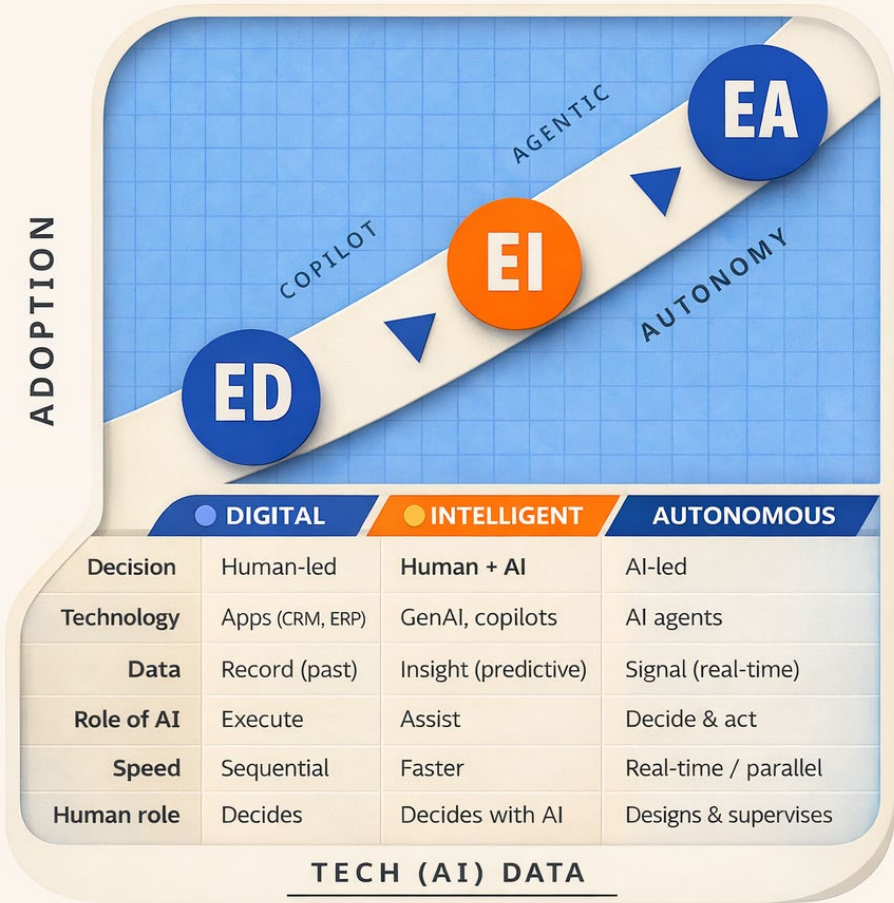 EA
AGENTIC
EI
COPILOT
AUTONOMY
ED
ADOPTION
DIGITAL INTELLIGENT AUTONOMOUS
Decision Human-led Human + AI AI-led
Technology Apps (CRM, ERP) GenAI, copilots AI agents
Data Record (past) Insight (predictive) Signal (real-time)
Role of AI Execute Assist Decide & act
Speed Sequential Faster Real-time / parallel
Human role Decides Decides with AI Designs & supervises
TECH (AI) DATA